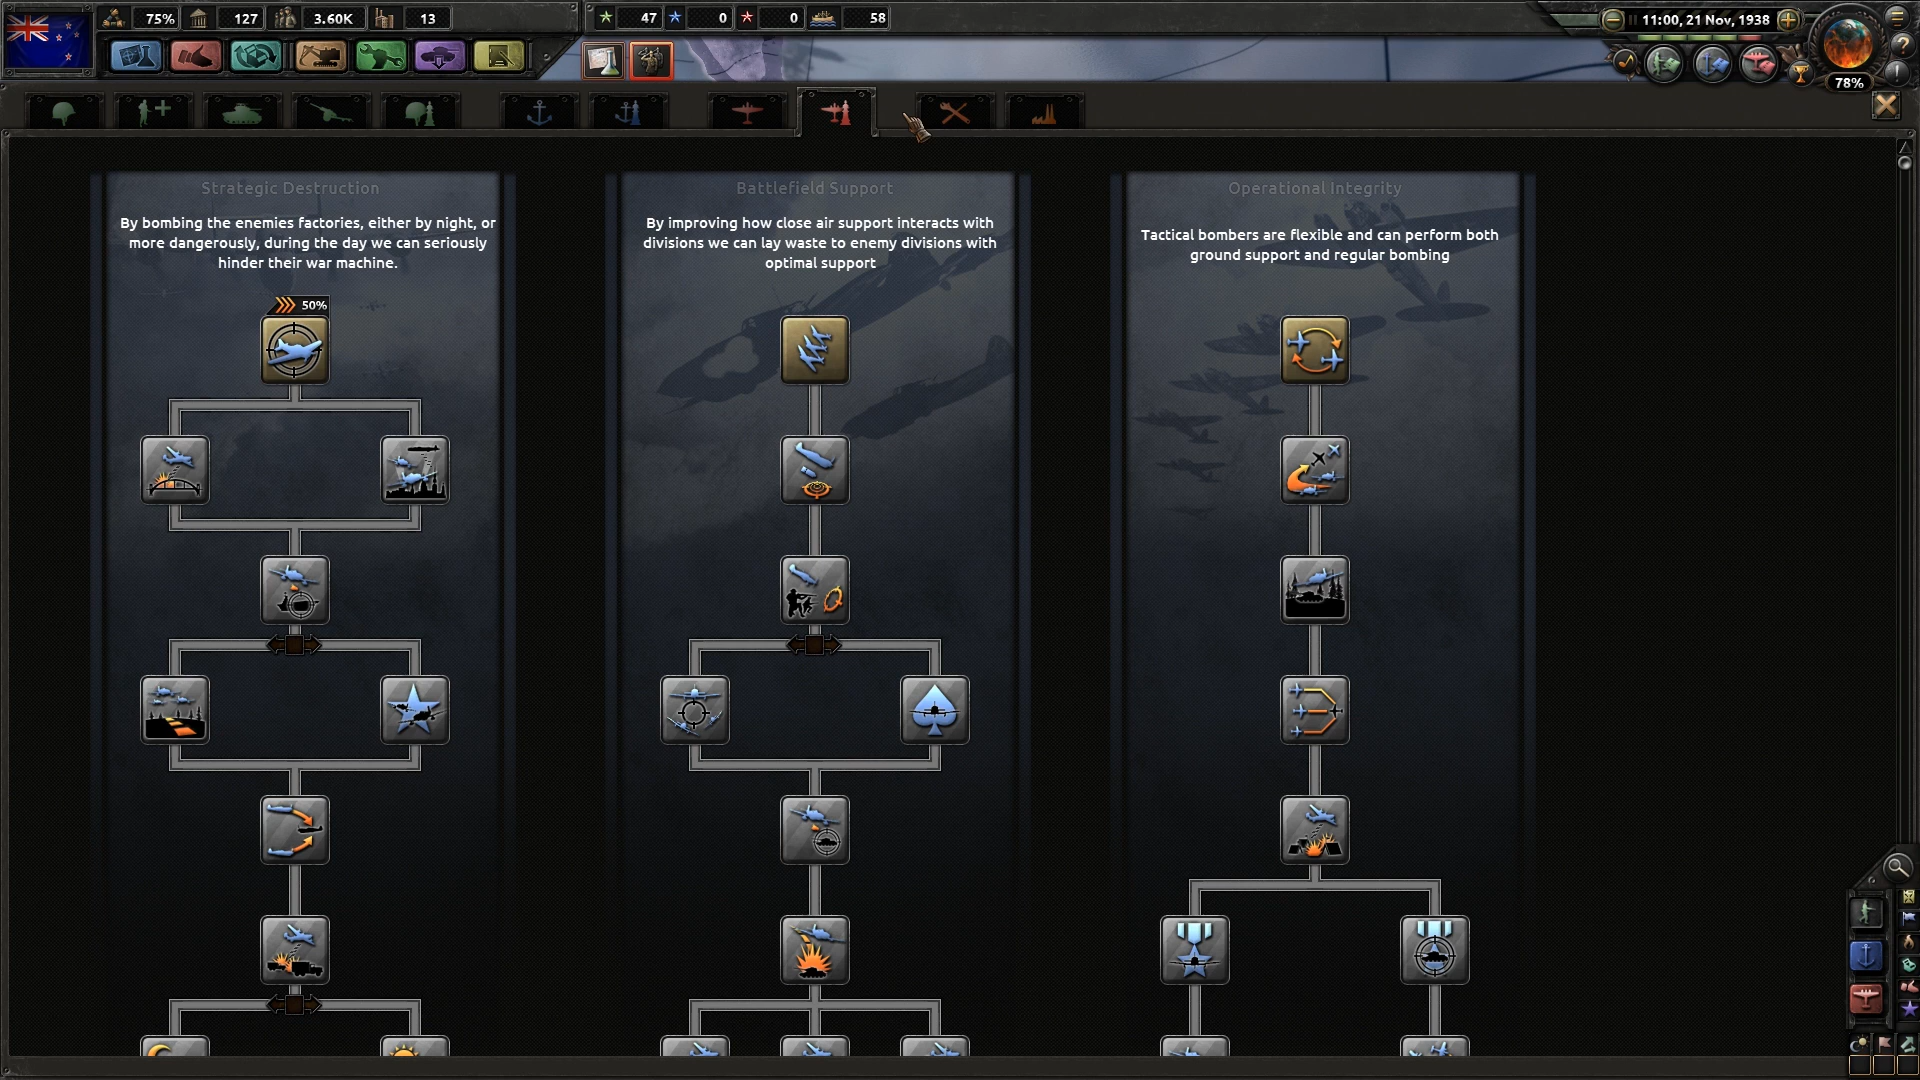 75%
127
3.60K
13
47
0
0
58
11:00, 21 Nov, 1938
78%
Strategic Destruction
By bombing the enemies factories, either by night, or
more dangerously, during the day we can seriously
hinder their war machine.
50%
Battlefield Support
By improving how close air support interacts with
divisions we can lay waste to enemy divisions with
optimal support
Operational Integrity
Tactical bombers are flexible and can perform both
ground support and regular bombing